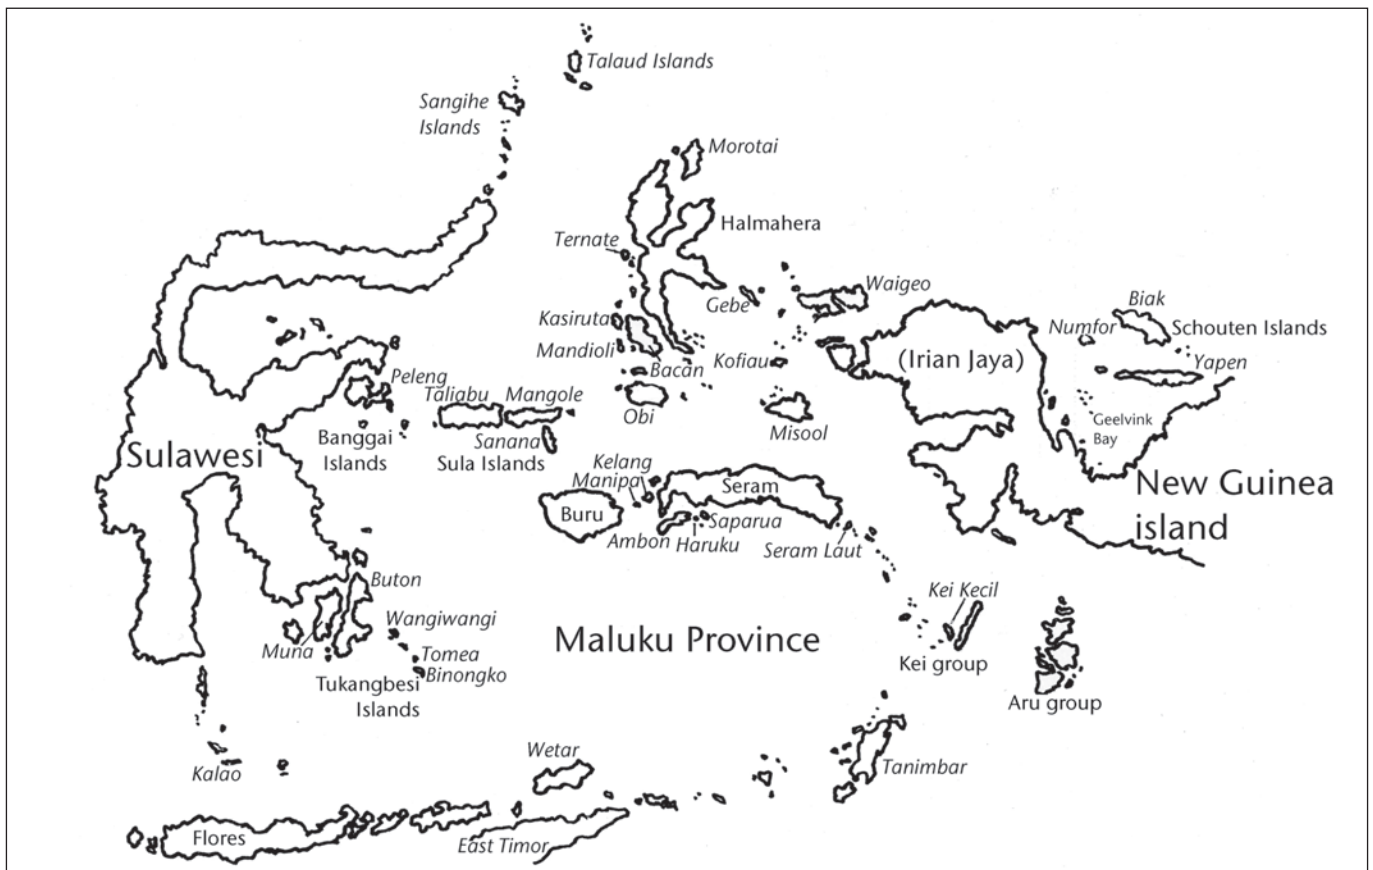 Talaud Islands
Sangihe
Islands
Morotai
Halmahera
Ternate
Waigeo
Gebe
Biak
Kasiruta
Numfor
Schouten Islands
Mandioli
Kofiau
(Irian Jaya)
Yapen
Bacan
Peleng
Taliabu
Mangole
Obi
Misool
Geelvink
Bay
Banggai
Islands
Sanana
Sula Islands
Sulawesi
Kelang
Manipa
Seram
New Guinea
island
Buru
Saparua
Ambon
Haruku
Seram Laut
Buton
Kei Kecil
Wangiwangi
Maluku Province
Muna
Tomea
Binongko
Kei group
Tukangbesi
Islands
Aru group
Wetar
Tanimbar
Kalao
Flores
East Timor